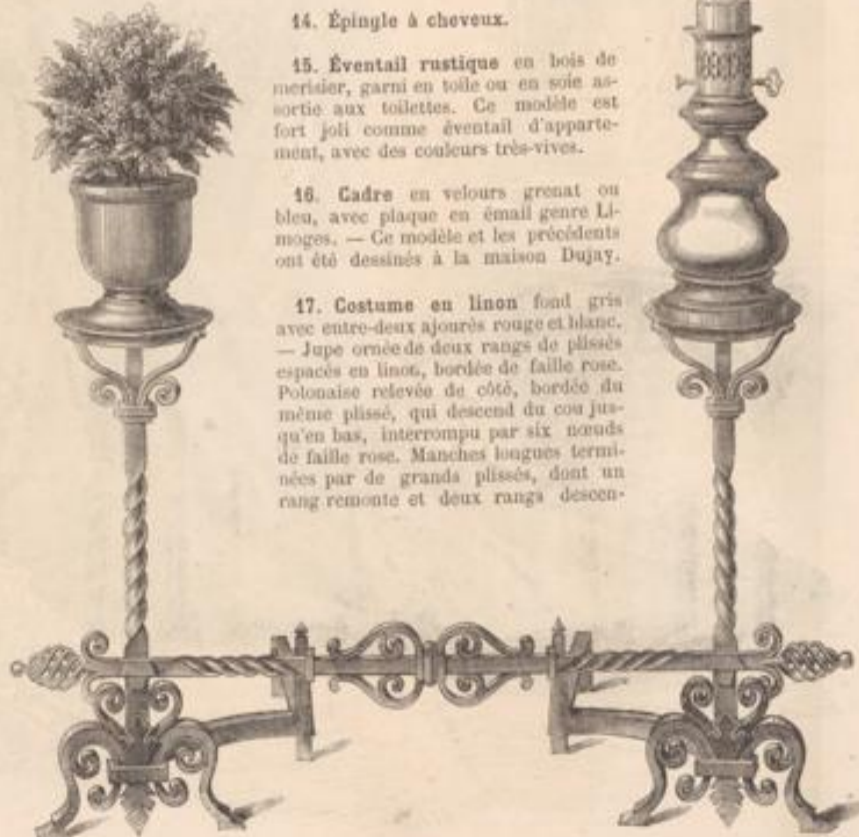 14. Épingle à cheveux.
15. Éventail rustique en bois de
merisier, garni en toile ou en soie as-
sortie aux toilettes. Ce modèle est
fort joli comme éventail d'apparte-
ment, avec des couleurs très-vives.
16. Cadre en velours grenat ou
bleu, avec plaque en émail genre Li-
moges. — Ce modèle et les précédents
ont été dessinés à la maison Dujay.
17. Costume en linon fond gris
avec entre-deux ajourés rouge et blanc.
— Jupe ornée de deux rangs de plissés
espacés en linon, bordée de faille rose.
Polonaise relevée de côté, bordée du
même plissé, qui descend du cou jus-
qu'en bas, interrompu par six nœuds
de faille rose. Manches longues termi-
nées par de grands plissés, dont un
rang remonte et deux rangs descen-